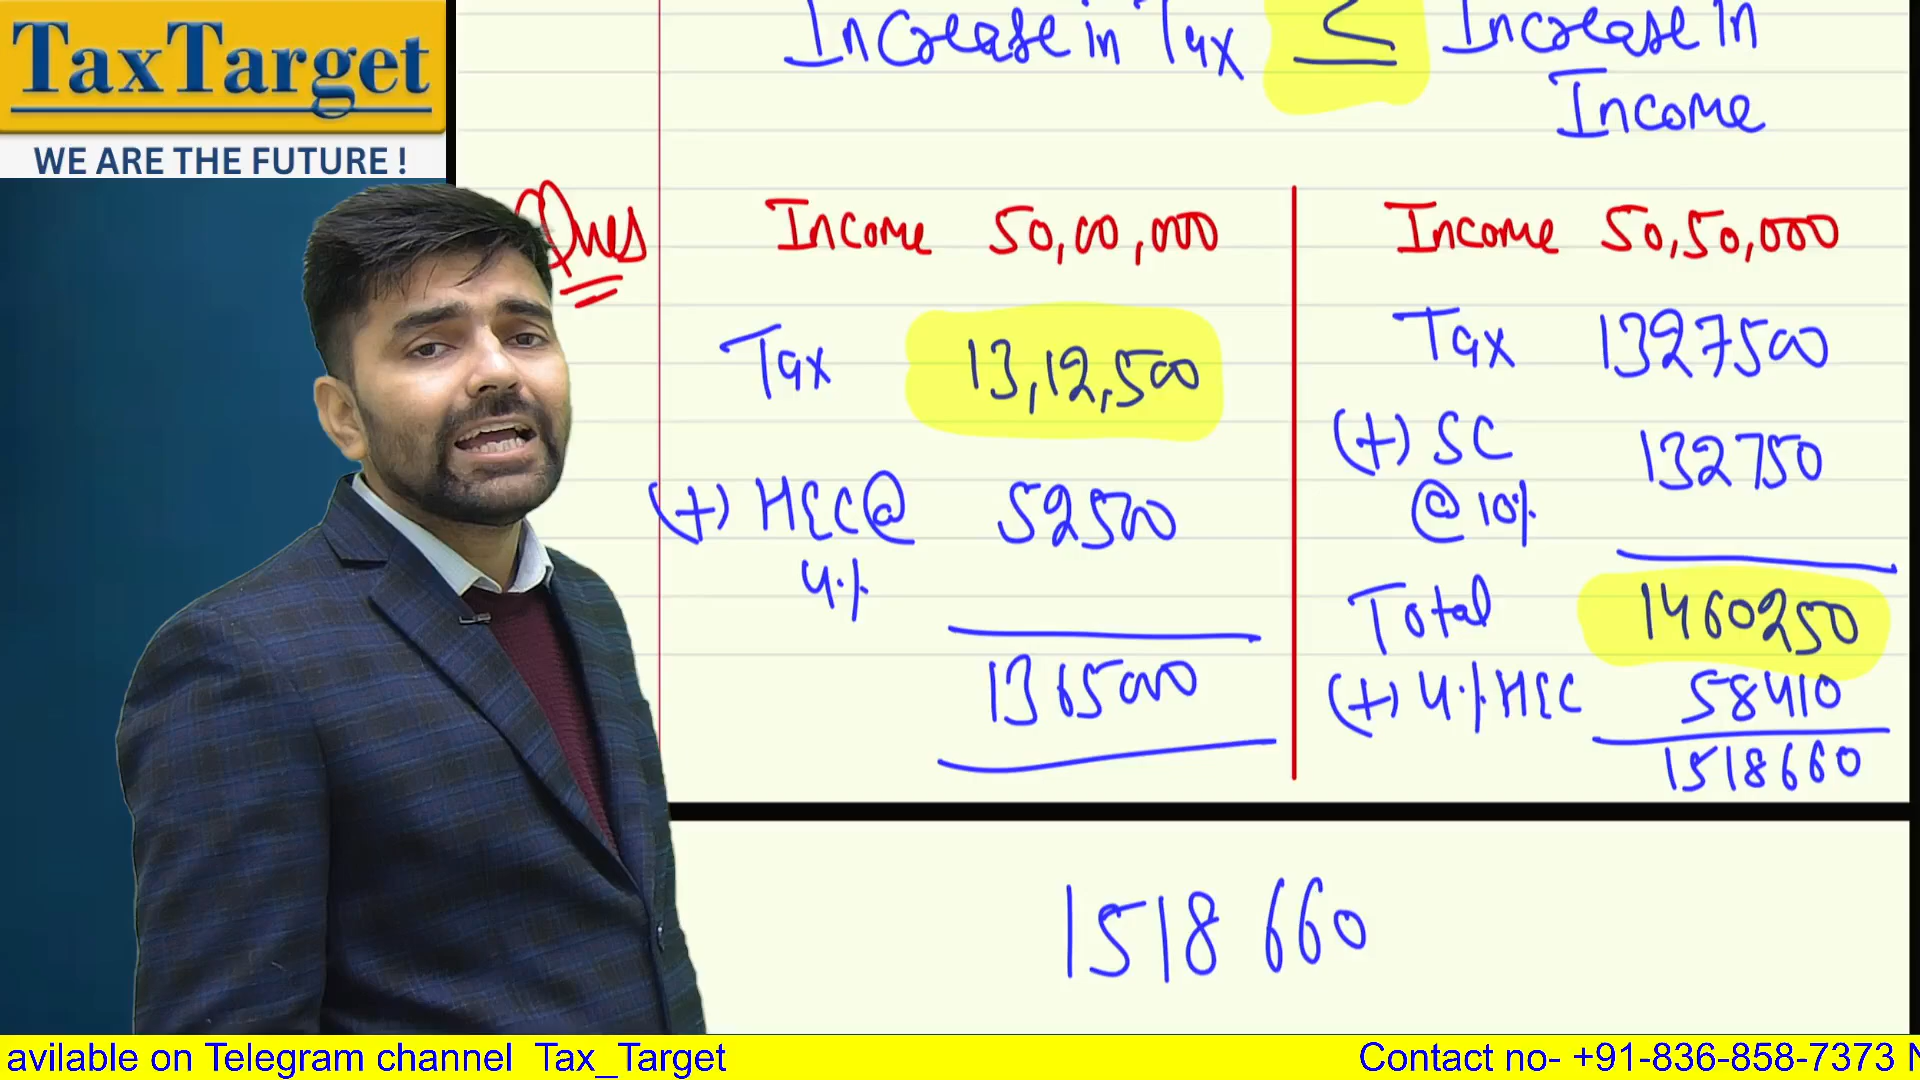 TaxTarget
WE ARE THE FUTURE !
Increase in Tax ≤ Increase In
Income
Ques
Income 50,00,000
Tax 13,12,500
(+) HEC@ 52500
4%
1365000
Income 50,50,000
Tax 1327500
(+) SC 132750
@ 10%
Total 1460250
(+) 4% HEC 58410
1518660
1518 660
avilable on Telegram channel Tax_Target
Contact no- +91-836-858-7373 N